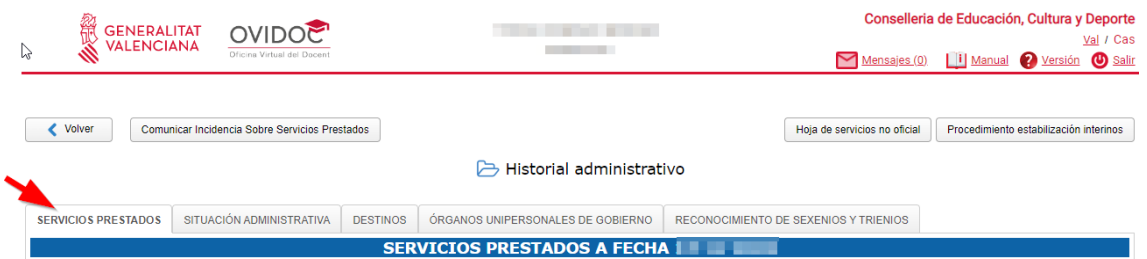 GENERALITAT
VALENCIANA
OVIDOC
Oficina Virtual del Docent
Conselleria de Educación, Cultura y Deporte
Val / Cas
Mensajes (0) Manual Versión Salir
Volver Comunicar Incidencia Sobre Servicios Prestados Hoja de servicios no oficial Procedimiento estabilización interinos
Historial administrativo
SERVICIOS PRESTADOS SITUACIÓN ADMINISTRATIVA DESTINOS ÓRGANOS UNIPERSONALES DE GOBIERNO RECONOCIMIENTO DE SEXENIOS Y TRIENIOS
SERVICIOS PRESTADOS A FECHA